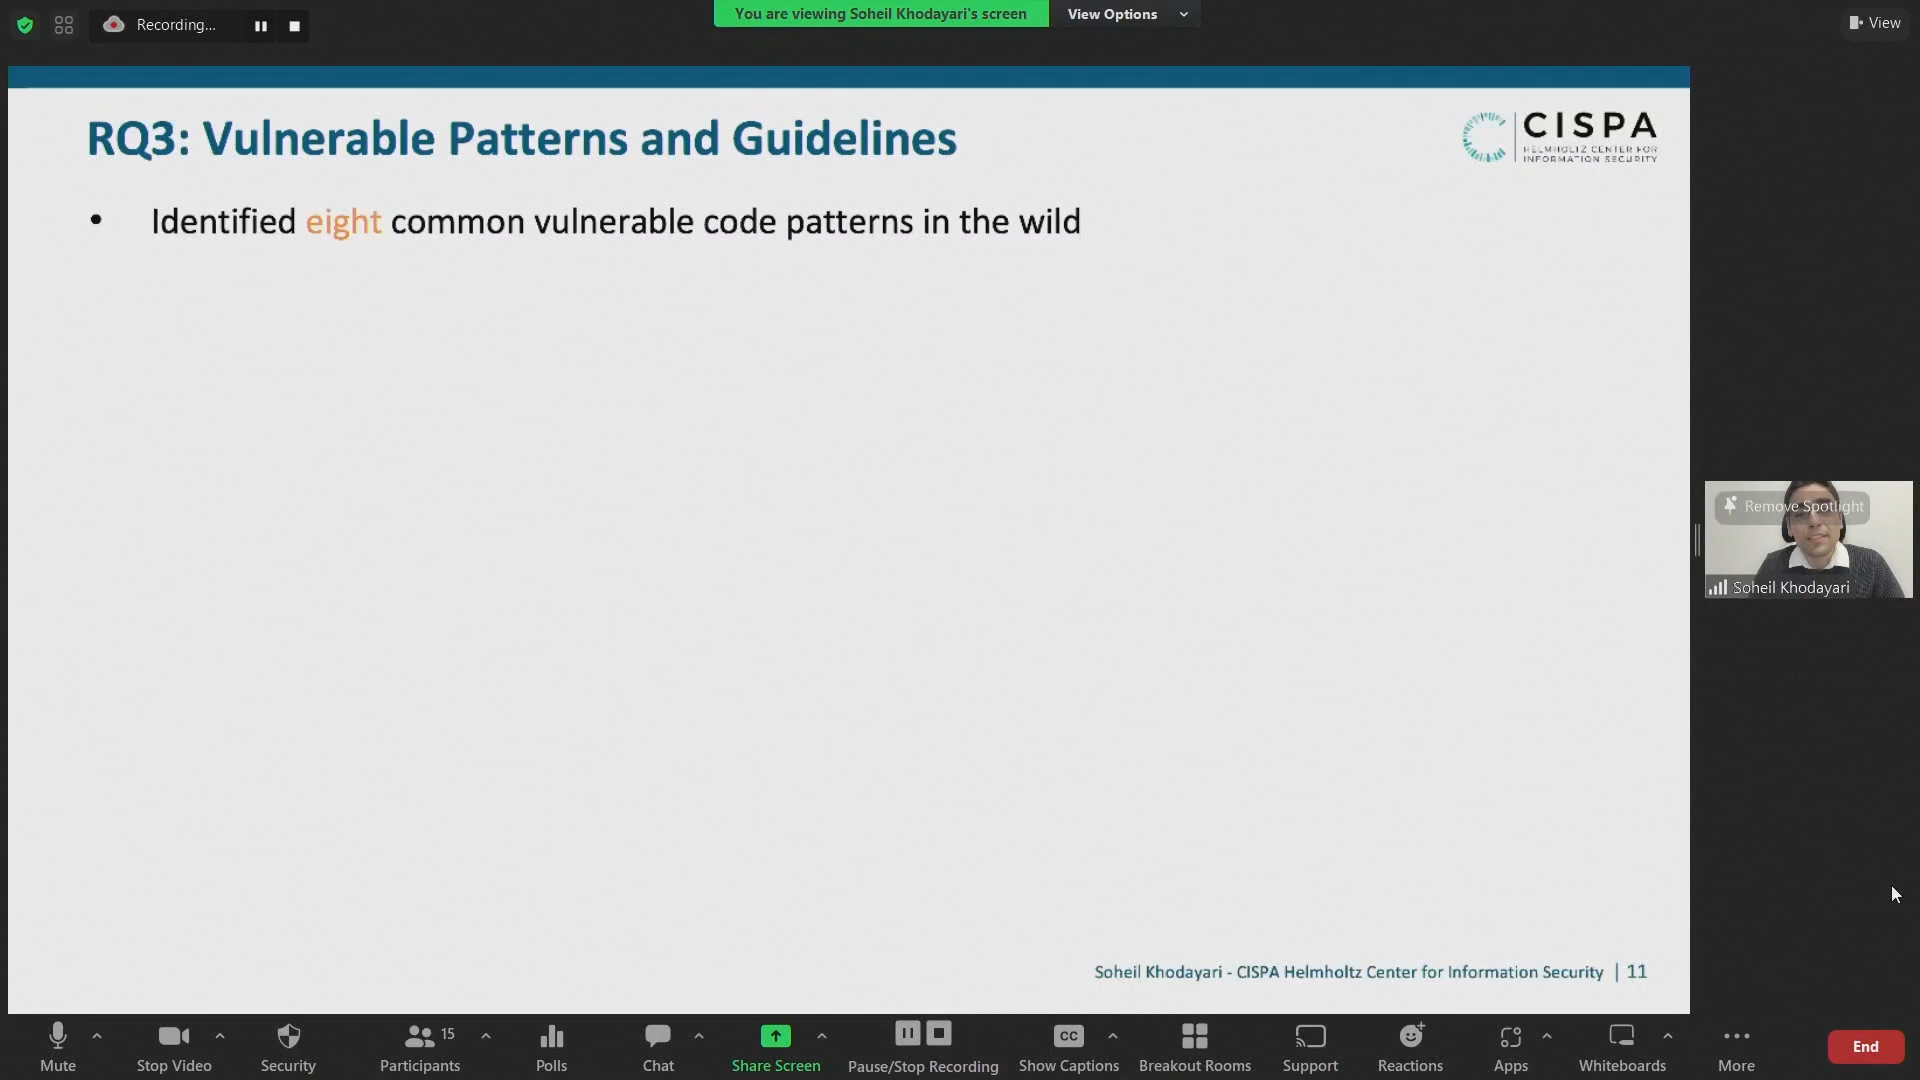 Recording...
You are viewing Soheil Khodayari's screen
View Options
View
RQ3: Vulnerable Patterns and Guidelines
CISPA
HELMHOLTZ CENTER FOR
INFORMATION SECURITY
• Identified eight common vulnerable code patterns in the wild
Remove Spotlight
Soheil Khodayari
Soheil Khodayari - CISPA Helmholtz Center for Information Security | 11
15
CC
Mute
Stop Video
Security
Participants
Polls
Chat
Share Screen
Pause/Stop Recording
Show Captions
Breakout Rooms
Support
Reactions
Apps
Whiteboards
More
End